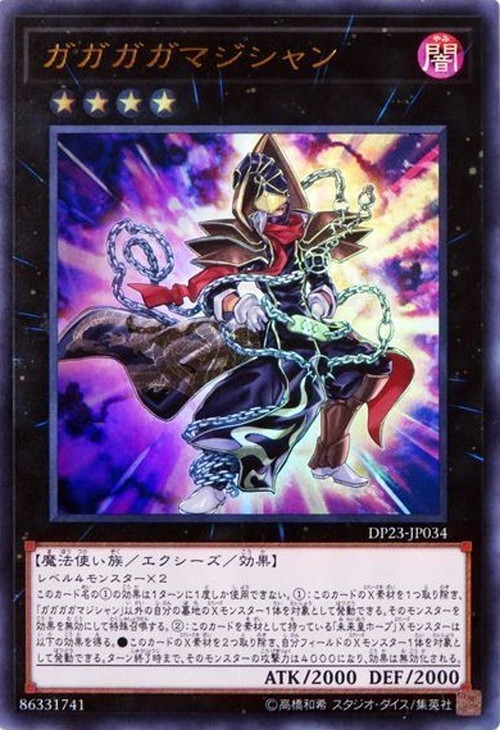 ガガガガマジシャン
闇
DP23-JP034
【魔法使い族／エクシーズ／効果】
レベル４モンスター×２
このカード名の①の効果は１ターンに１度しか使用できない。①：このカードのＸ素材を１つ取り除き、
「ガガガガマジシャン」以外の自分の墓地のＸモンスター１体を対象として発動できる。そのモンスターを
効果を無効にして特殊召喚する。②：このカードを素材として持っている「未来皇ホープ」Ｘモンスターは
以下の効果を得る。●このカードのＸ素材を２つ取り除き、自分フィールドのＸモンスター１体を対象と
して発動できる。ターン終了時まで、そのモンスターの攻撃力は４０００になり、効果は無効化される。
ATK/2000 DEF/2000
86331741
©高橋和希 スタジオ・ダイス/集英社